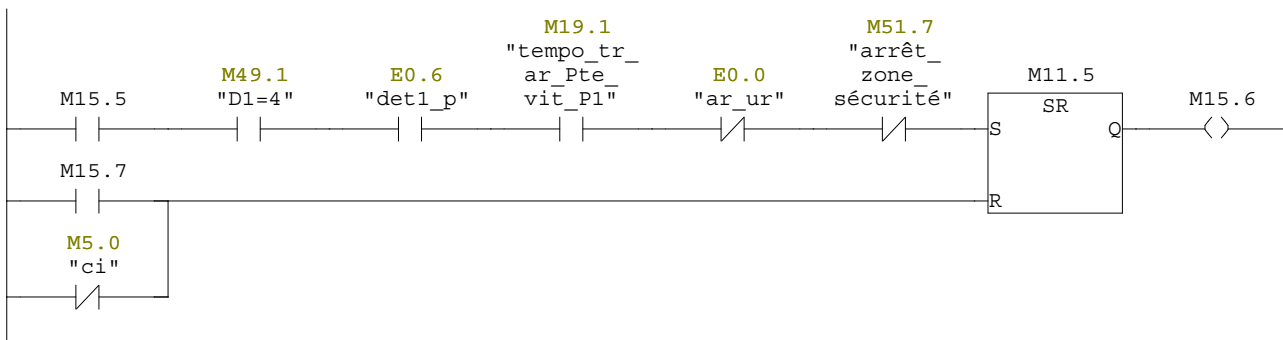 M19.1
M51.7
"tempo_tr_
"arrêt_
M49.1
E0.6
ar_Pte_
E0.0
zone_
M11.5
M15.5
"D1=4"
"det1_p"
vit_P1"
"ar_ur"
sécurité"
SR
M15.6
S
Q
M15.7
R
M5.0
"ci"